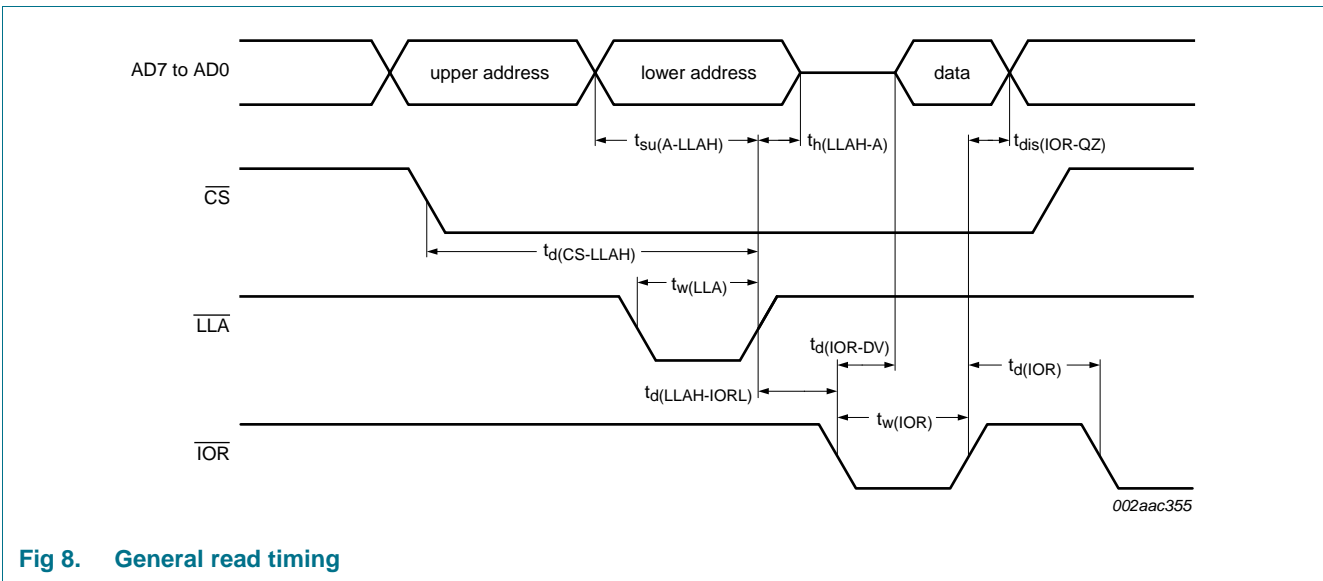 AD7 to AD0
upper address
lower address
data
tsu(A-LLAH)
th(LLAH-A)
tdis(IOR-QZ)
CS
td(CS-LLAH)
tw(LLA)
LLA
td(IOR-DV)
td(IOR)
td(LLAH-IORL)
tw(IOR)
IOR
002aac355
Fig 8. General read timing